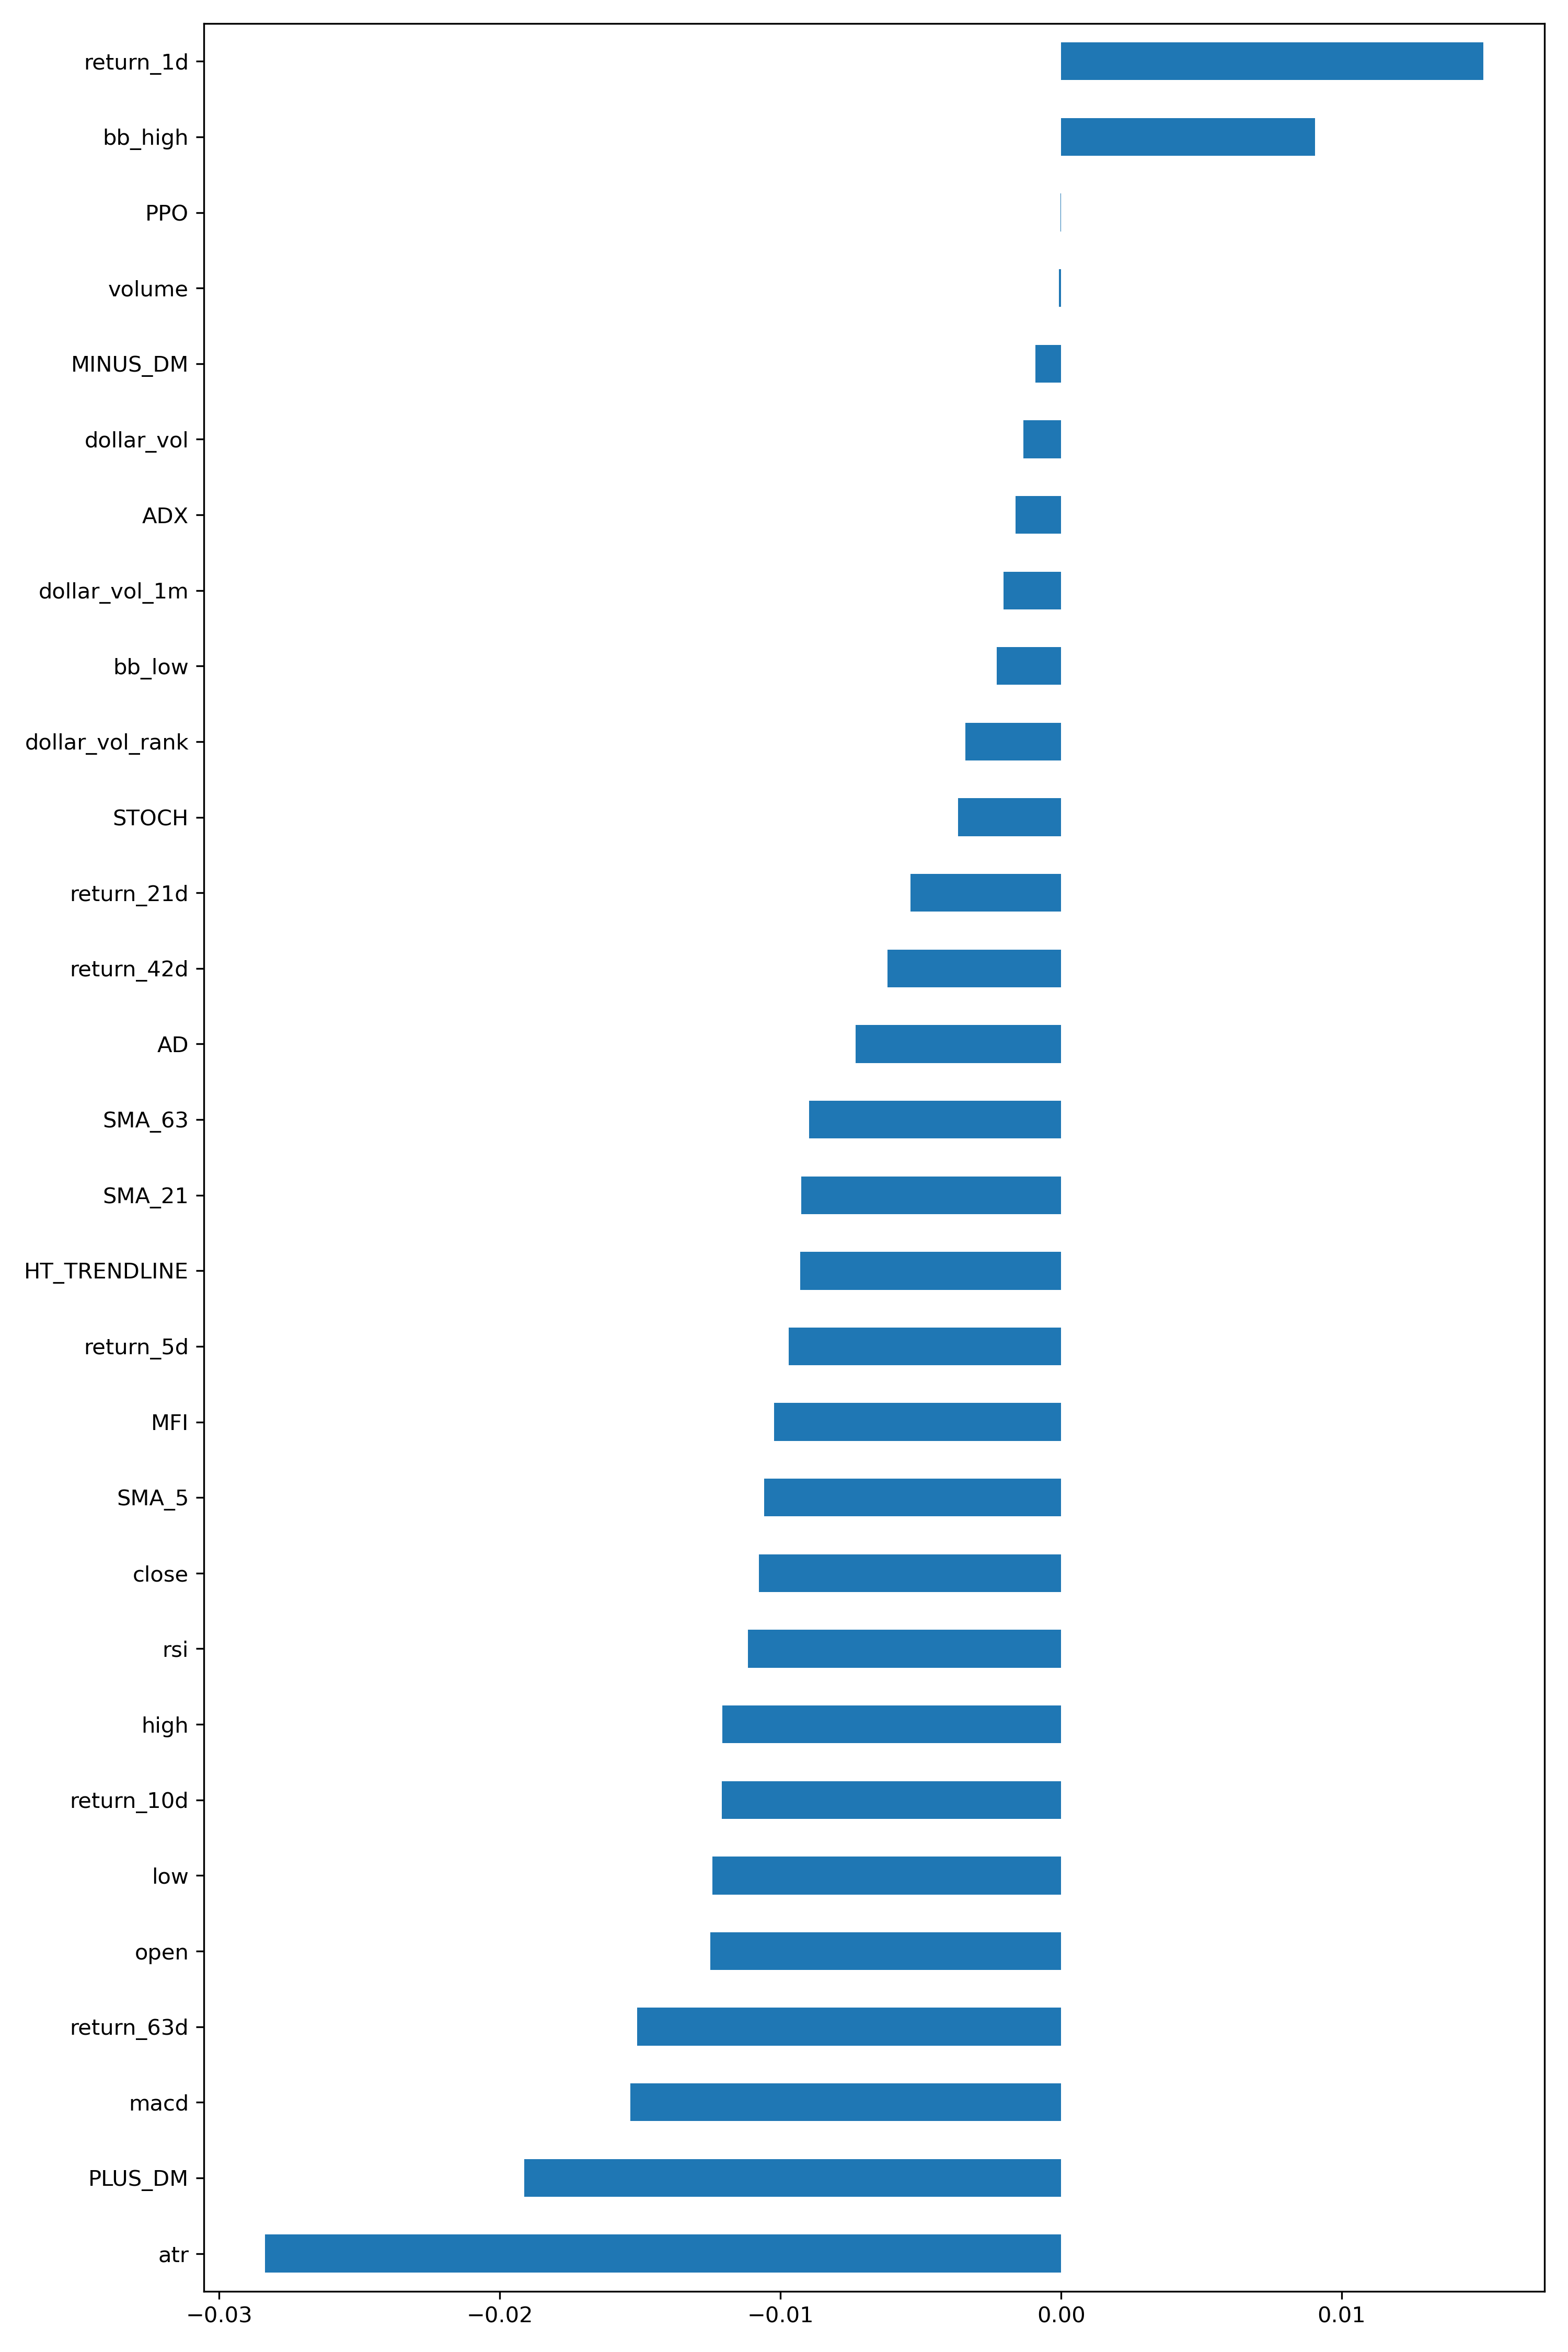 return_1d
bb_high
PPO
volume
MINUS_DM
dollar_vol
ADX
dollar_vol_1m
bb_low
dollar_vol_rank
STOCH
return_21d
return_42d
AD
SMA_63
SMA_21
HT_TRENDLINE
return_5d
MFI
SMA_5
close
rsi
high
return_10d
low
open
return_63d
macd
PLUS_DM
atr
−0.03 −0.02 −0.01 0.00 0.01